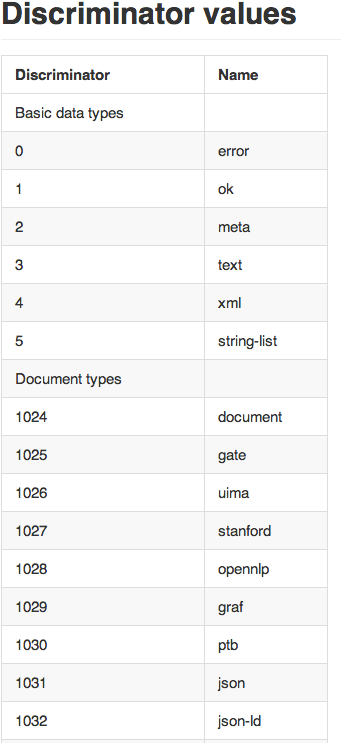 Discriminator values
Discriminator Name
Basic data types
0 error
1 ok
2 meta
3 text
4 xml
5 string-list
Document types
1024 document
1025 gate
1026 uima
1027 stanford
1028 opennlp
1029 graf
1030 ptb
1031 json
1032 json-ld